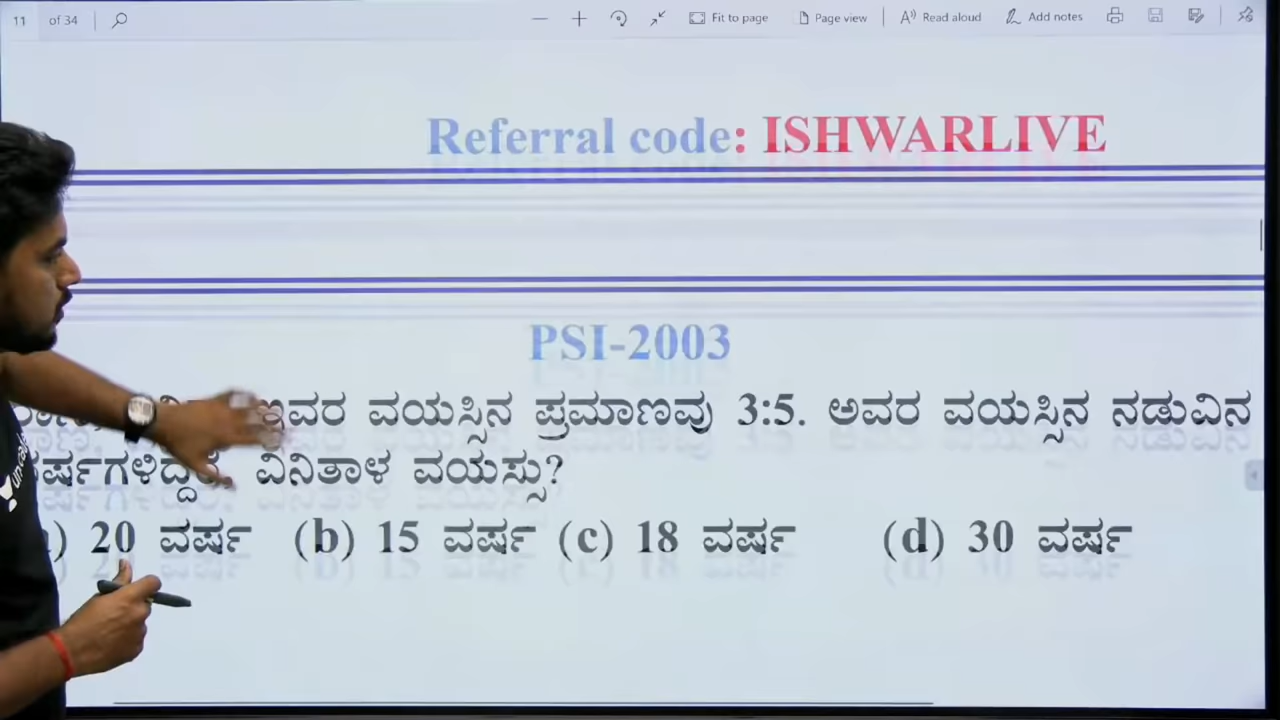 11 of 34 Fit to page Page view Read aloud Add notes
Referral code: ISHWARLIVE
PSI-2003
ಇವರ ವಯಸ್ಸಿನ ಪ್ರಮಾಣವು 3:5. ಅವರ ವಯಸ್ಸಿನ ನಡುವಿನ
ವಿನಿತಾಳ ವಯಸ್ಸು?
20 ವರ್ಷ (b) 15 ವರ್ಷ (c) 18 ವರ್ಷ (d) 30 ವರ್ಷ